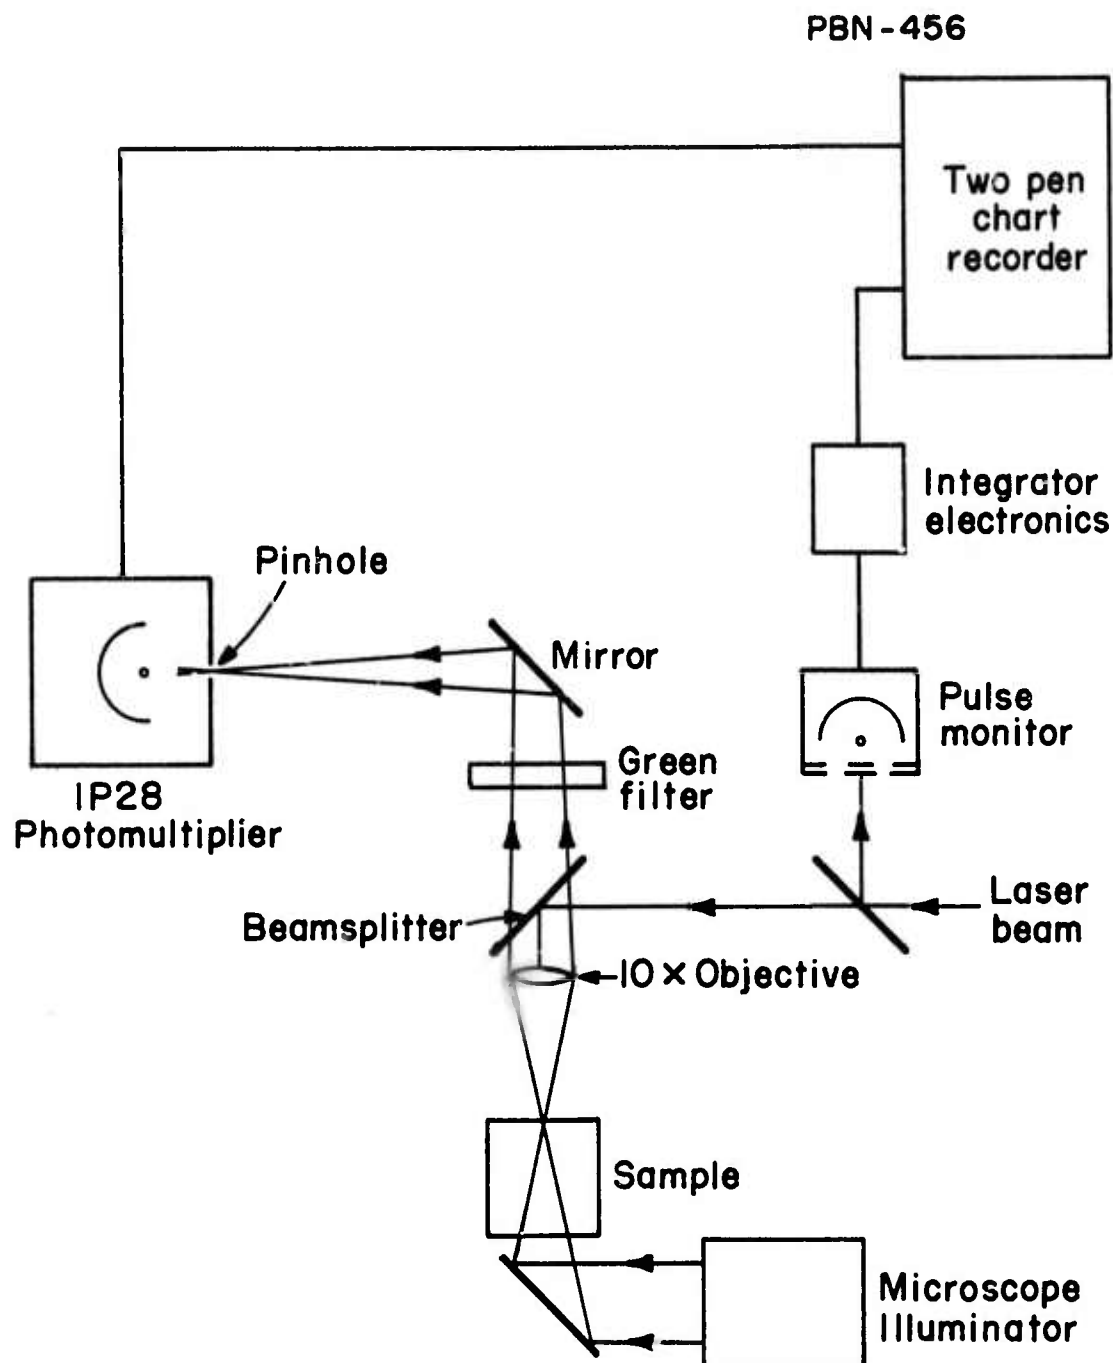 PBN-456
Two pen
chart
recorder
Integrator
electronics
Pinhole
Mirror
Pulse
monitor
Green
filter
IP28
Photomultiplier
Laser
beam
Beamsplitter
10 × Objective
Sample
Microscope
Illuminator